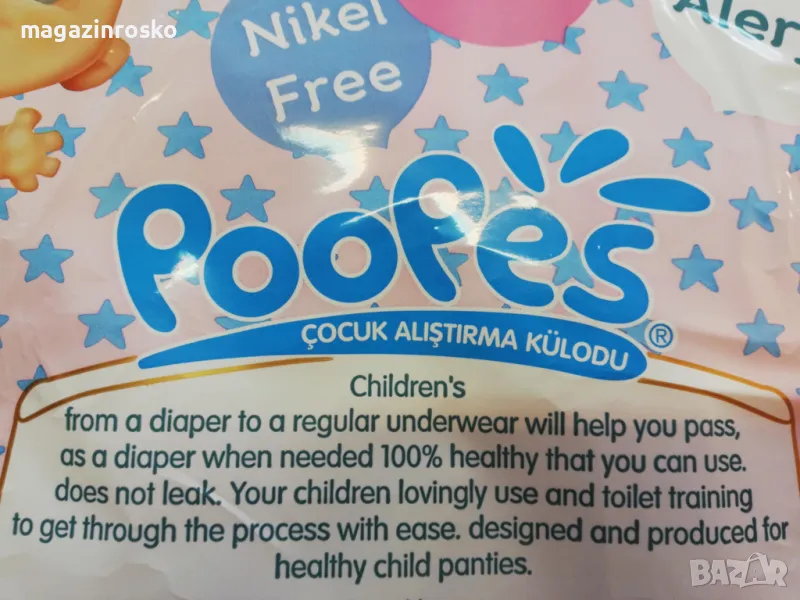 magazinrosko
Nikel
Free
Alerj
PooPes
ÇOCUK ALIŞTIRMA KÜLODU ®
Children's
from a diaper to a regular underwear will help you pass,
as a diaper when needed 100% healthy that you can use.
does not leak. Your children lovingly use and toilet training
to get through the process with ease. designed and produced for
healthy child panties.
BAZAR